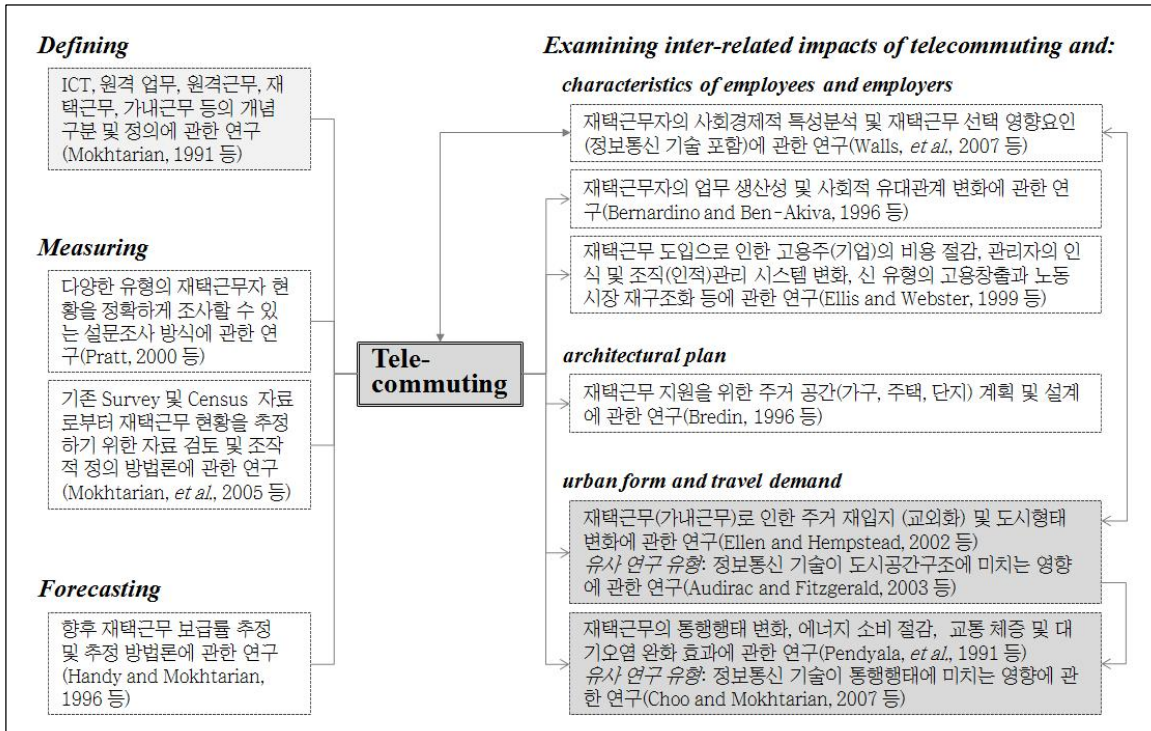 Defining
ICT, 원격 업무, 원격근무, 재
택근무, 가내근무 등의 개념
구분 및 정의에 관한 연구
(Mokhtarian, 1991 등)
Measuring
다양한 유형의 재택근무자 현
황을 정확하게 조사할 수 있
는 설문조사 방식에 관한 연
구(Pratt, 2000 등)
기존 Survey 및 Census 자료
로부터 재택근무 현황을 추정
하기 위한 자료 검토 및 조작
적 정의 방법론에 관한 연구
(Mokhtarian, et al., 2005 등)
Forecasting
향후 재택근무 보급률 추정
및 추정 방법론에 관한 연구
(Handy and Mokhtarian,
1996 등)
Tele-
commuting
Examining inter-related impacts of telecommuting and:
characteristics of employees and employers
재택근무자의 사회경제적 특성분석 및 재택근무 선택 영향요인
(정보통신 기술 포함)에 관한 연구(Walls, et al., 2007 등)
재택근무자의 업무 생산성 및 사회적 유대관계 변화에 관한 연
구(Bernardino and Ben-Akiva, 1996 등)
재택근무 도입으로 인한 고용주(기업)의 비용 절감, 관리자의 인
식 및 조직(인적)관리 시스템 변화, 신 유형의 고용창출과 노동
시장 재구조화 등에 관한 연구(Ellis and Webster, 1999 등)
architectural plan
재택근무 지원을 위한 주거 공간(가구, 주택, 단지) 계획 및 설계
에 관한 연구(Bredin, 1996 등)
urban form and travel demand
재택근무(가내근무)로 인한 주거 재입지 (교외화) 및 도시형태
변화에 관한 연구(Ellen and Hempstead, 2002 등)
유사 연구 유형: 정보통신 기술이 도시공간구조에 미치는 영향
에 관한 연구(Audirac and Fitzgerald, 2003 등)
재택근무의 통행행태 변화, 에너지 소비 절감, 교통 체증 및 대
기오염 완화 효과에 관한 연구(Pendyala, et al., 1991 등)
유사 연구 유형: 정보통신 기술이 통행행태에 미치는 영향에 관
한 연구(Choo and Mokhtarian, 2007 등)